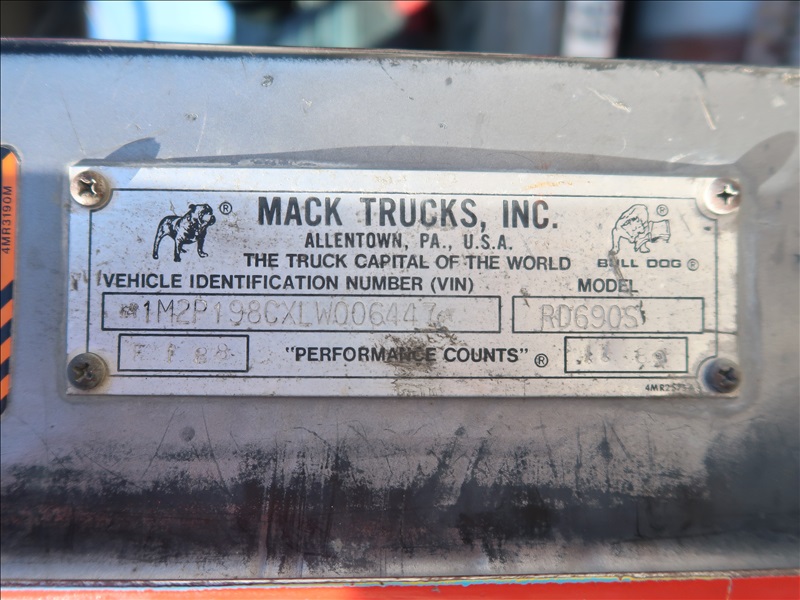 4MR3190M
® MACK TRUCKS, INC. ®
ALLENTOWN, PA., U.S.A.
THE TRUCK CAPITAL OF THE WORLD BULL DOG ®
VEHICLE IDENTIFICATION NUMBER (VIN) MODEL
1M2P198CXLW006447 RD690S
"PERFORMANCE COUNTS" ®